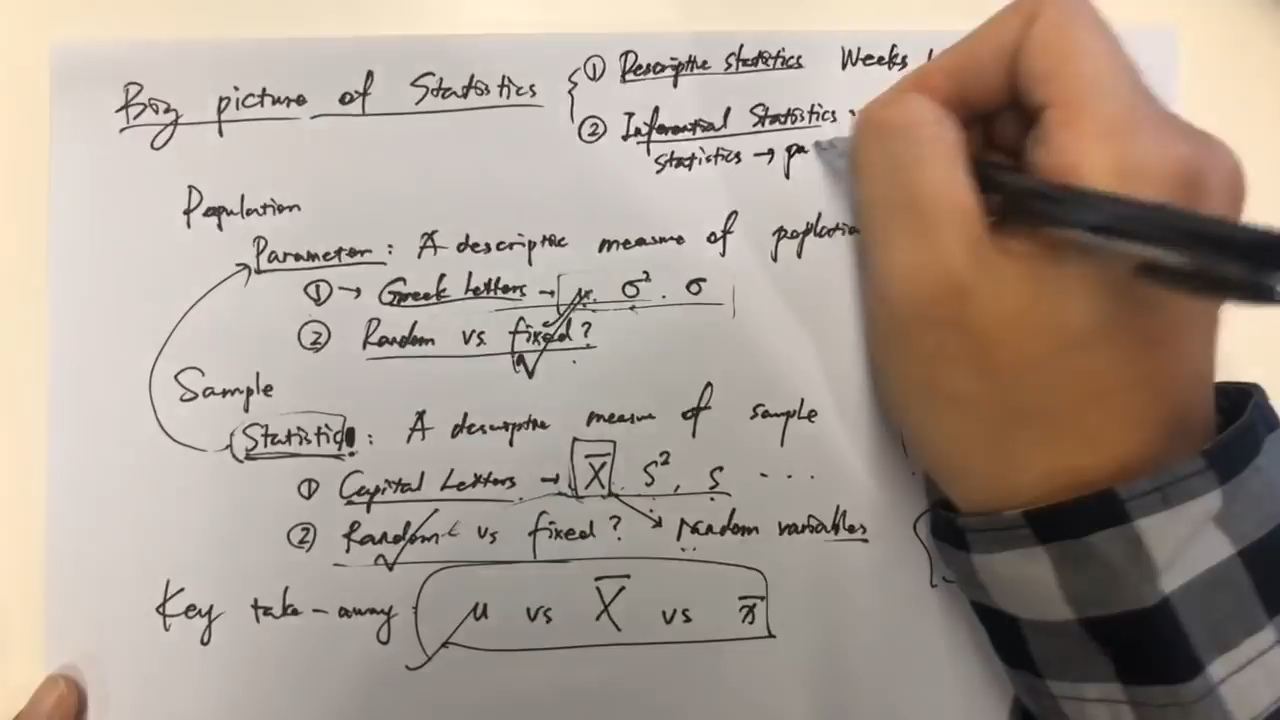 Big picture of Statistics
① Descriptive statistics Weeks
② Inferential Statistics
Statistics → pa
Population
Parameter : A descriptive measure of poplation
① → Greek Letters → μ. σ². σ
② Random vs fixed?
Sample
Statistic : A descriptive measure of sample
① Capital Letters → X̄. S², S ...
② Random vs fixed? random variables
Key take-away : μ vs X̄ vs x̄